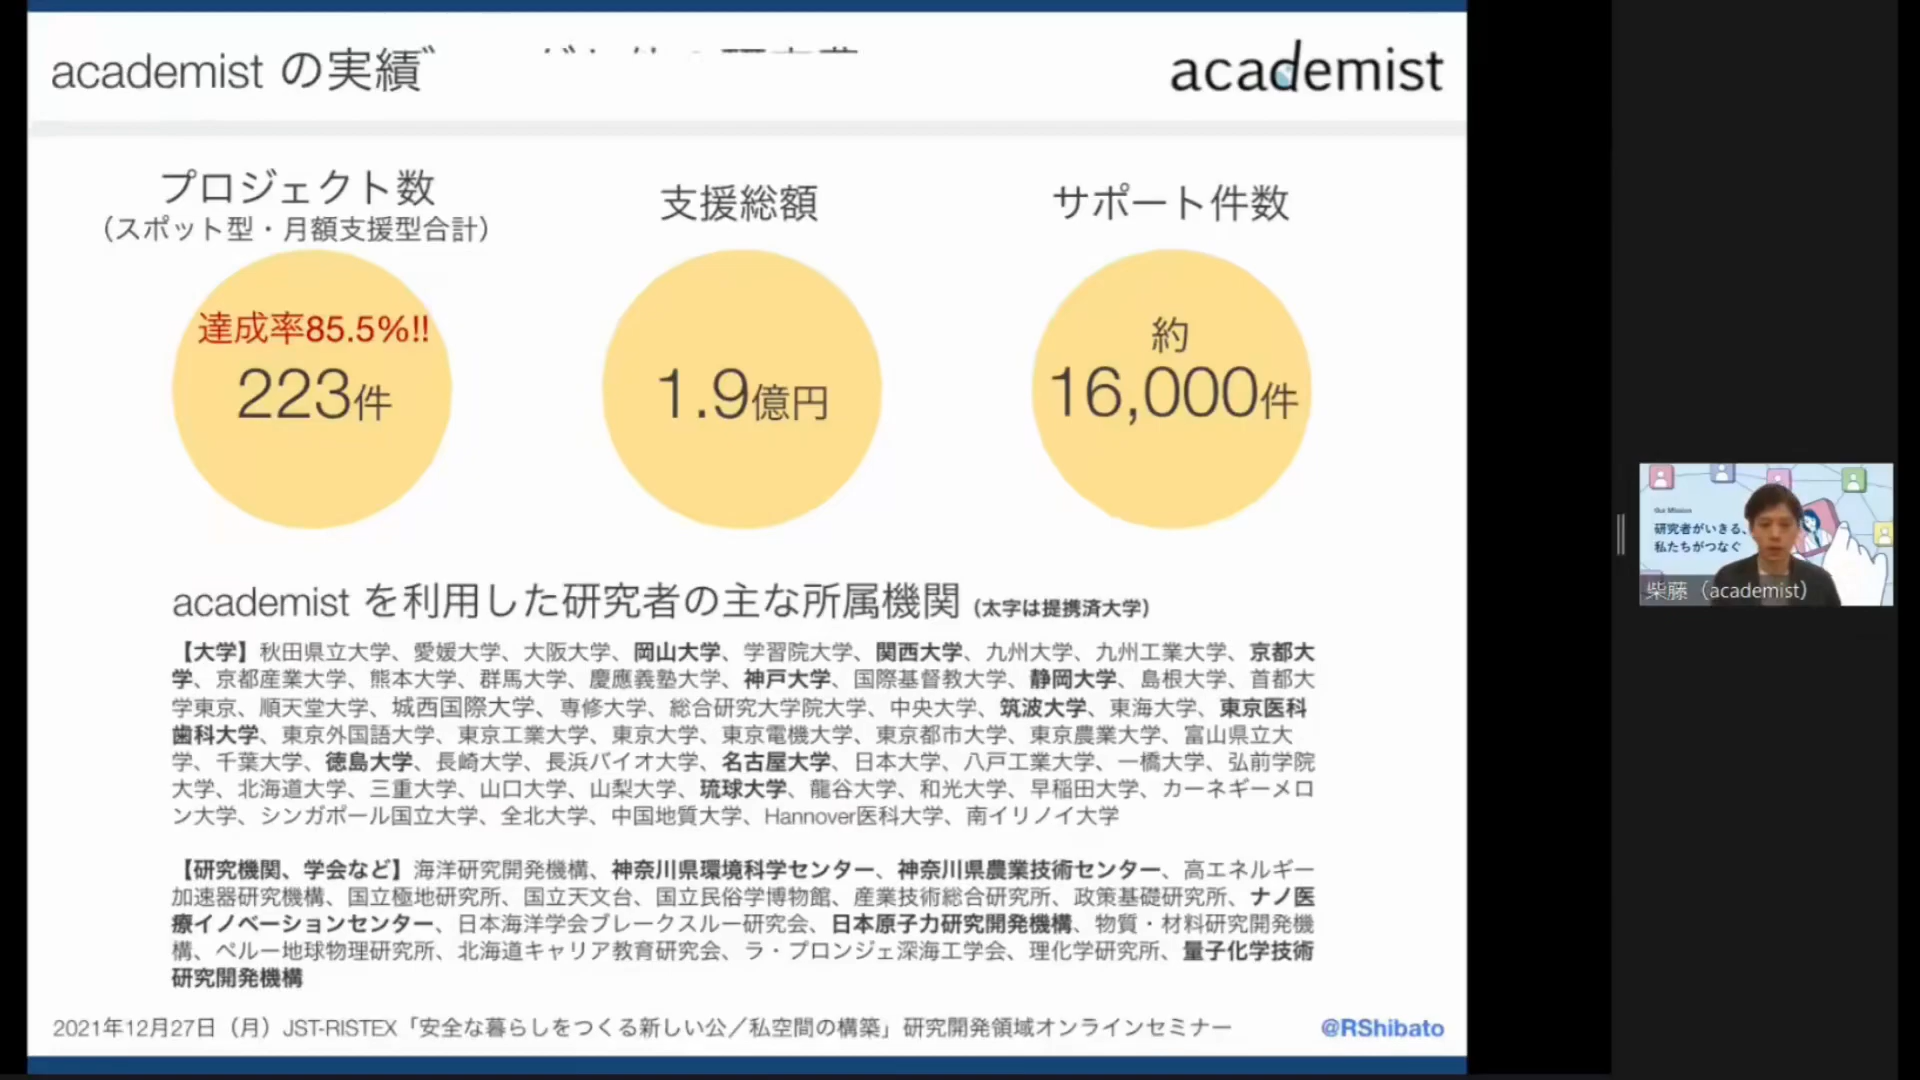 academist の実績
academist
プロジェクト数
（スポット型・月額支援型合計）
支援総額
サポート件数
達成率85.5%!!
223件
1.9億円
約
16,000件
academist を利用した研究者の主な所属機関（太字は提携済大学）
【大学】秋田県立大学、愛媛大学、大阪大学、岡山大学、学習院大学、関西大学、九州大学、九州工業大学、京都大
学、京都産業大学、熊本大学、群馬大学、慶應義塾大学、神戸大学、国際基督教大学、静岡大学、島根大学、首都大
学東京、順天堂大学、城西国際大学、専修大学、総合研究大学院大学、中央大学、筑波大学、東海大学、東京医科
歯科大学、東京外国語大学、東京工業大学、東京大学、東京電機大学、東京都市大学、東京農業大学、富山県立大
学、千葉大学、徳島大学、長崎大学、長浜バイオ大学、名古屋大学、日本大学、八戸工業大学、一橋大学、弘前学院
大学、北海道大学、三重大学、山口大学、山梨大学、琉球大学、龍谷大学、和光大学、早稲田大学、カーネギーメロ
ン大学、シンガポール国立大学、全北大学、中国地質大学、Hannover医科大学、南イリノイ大学
【研究機関、学会など】海洋研究開発機構、神奈川県環境科学センター、神奈川県農業技術センター、高エネルギー
加速器研究機構、国立極地研究所、国立天文台、国立民俗学博物館、産業技術総合研究所、政策基礎研究所、ナノ医
療イノベーションセンター、日本海洋学会ブレークスルー研究会、日本原子力研究開発機構、物質・材料研究開発機
構、ペルー地球物理研究所、北海道キャリア教育研究会、ラ・プロンジェ深海工学会、理化学研究所、量子化学技術
研究開発機構
2021年12月27日（月）JST-RISTEX「安全な暮らしをつくる新しい公／私空間の構築」研究開発領域オンラインセミナー
@RShibato
Our Mission
研究者がいきる、
私たちがつなぐ
柴藤（academist）